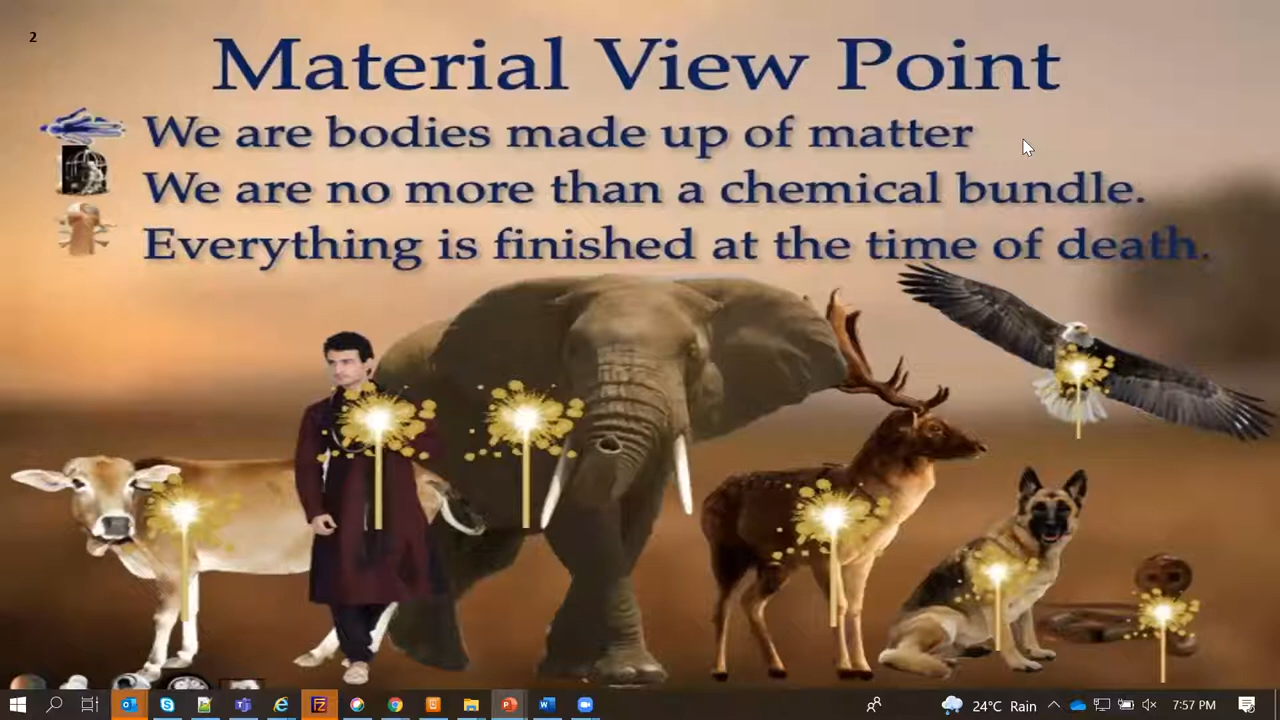 2
Material View Point
We are bodies made up of matter
We are no more than a chemical bundle.
Everything is finished at the time of death.
24°C Rain
7:57 PM